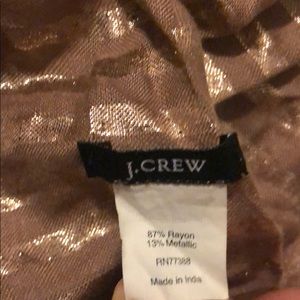 J.CREW
87% Rayon
13% Metallic
RN77388
Made in India